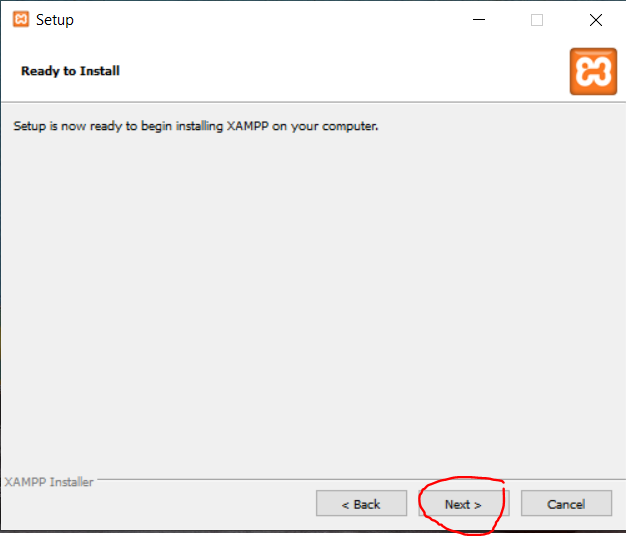 Setup
Ready to Install
Setup is now ready to begin installing XAMPP on your computer.
XAMPP Installer
< Back
Next >
Cancel